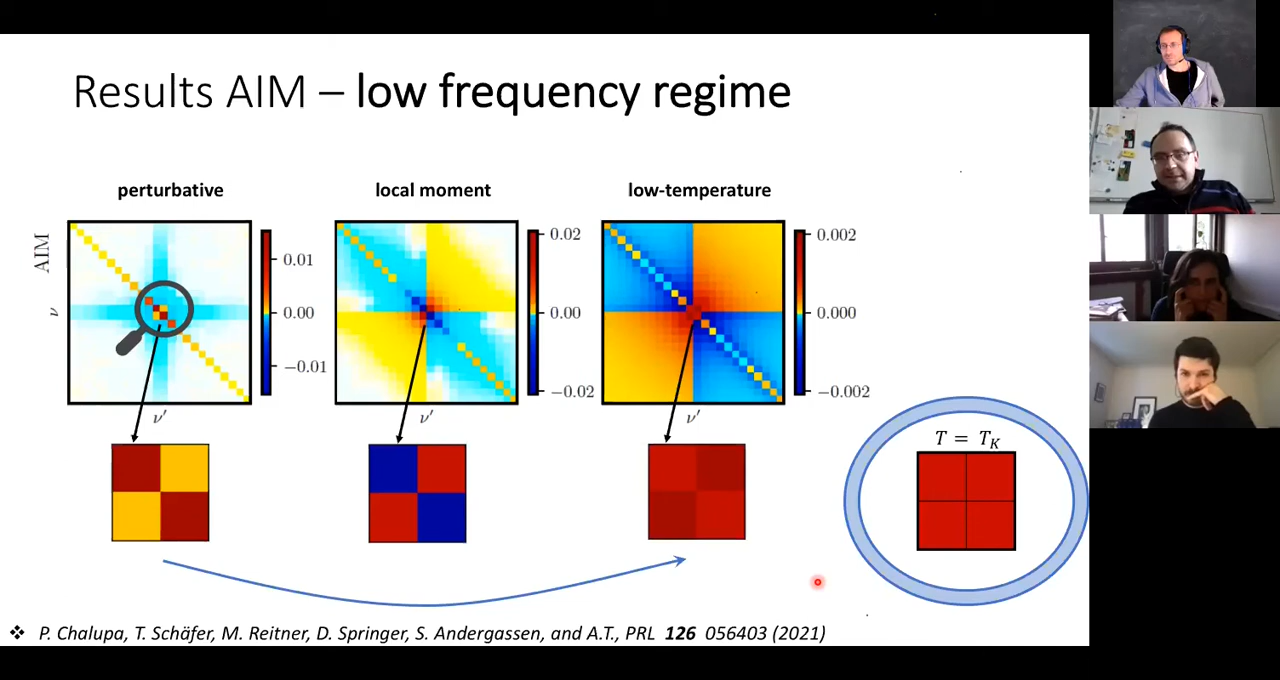 Results AIM – low frequency regime
perturbative
local moment
low-temperature
AIM
ν
0.01
0.00
−0.01
ν′
0.02
0.00
−0.02
ν′
0.002
0.000
−0.002
ν′
T = T_K
❖ P. Chalupa, T. Schäfer, M. Reitner, D. Springer, S. Andergassen, and A.T., PRL 126 056403 (2021)